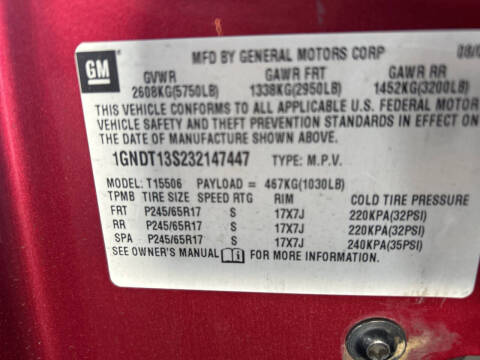 GM
MFD BY GENERAL MOTORS CORP 08/0
GVWR GAWR FRT GAWR RR
2608KG(5750LB) 1338KG(2950LB) 1452KG(3200LB)
THIS VEHICLE CONFORMS TO ALL APPLICABLE U.S. FEDERAL MOTOR
VEHICLE SAFETY AND THEFT PREVENTION STANDARDS IN EFFECT ON
THE DATE OF MANUFACTURE SHOWN ABOVE.
1GNDT13S232147447 TYPE: M.P.V.
MODEL: T15506 PAYLOAD = 467KG(1030LB)
TPMB TIRE SIZE SPEED RTG RIM COLD TIRE PRESSURE
FRT P245/65R17 S 17X7J 220KPA(32PSI)
RR P245/65R17 S 17X7J 220KPA(32PSI)
SPA P245/65R17 S 17X7J 240KPA(35PSI)
SEE OWNER'S MANUAL FOR MORE INFORMATION.